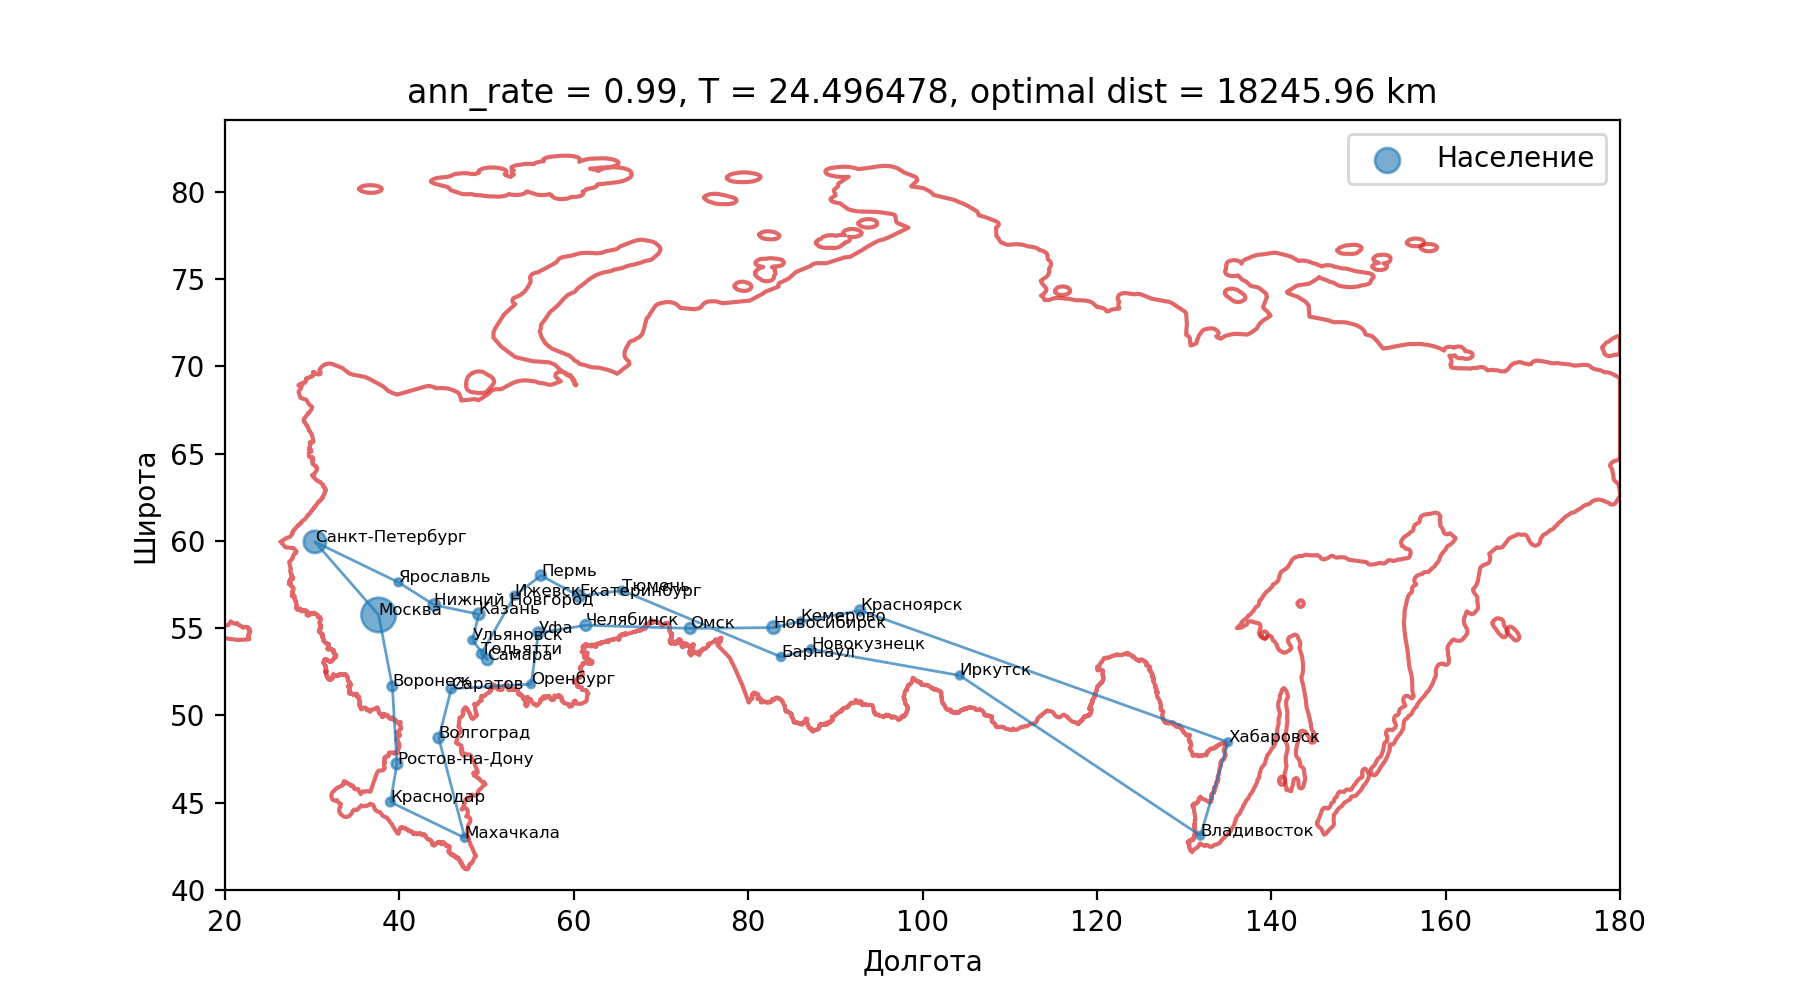 ann_rate = 0.99, T = 24.496478, optimal dist = 18245.96 km
Население
80
75
70
65
60
55
50
45
40
Широта
Санкт-Петербург
Ярославль
Пермь
Тюмень
Ижевск
Екатеринбург
Нижний Новгород
Москва
Казань
Красноярск
Кемерово
Новосибирск
Омск
Челябинск
Уфа
Ульяновск
Тольятти
Самара
Новокузнецк
Барнаул
Иркутск
Воронеж
Саратов
Оренбург
Волгоград
Хабаровск
Ростов-на-Дону
Краснодар
Махачкала
Владивосток
20
40
60
80
100
120
140
160
180
Долгота